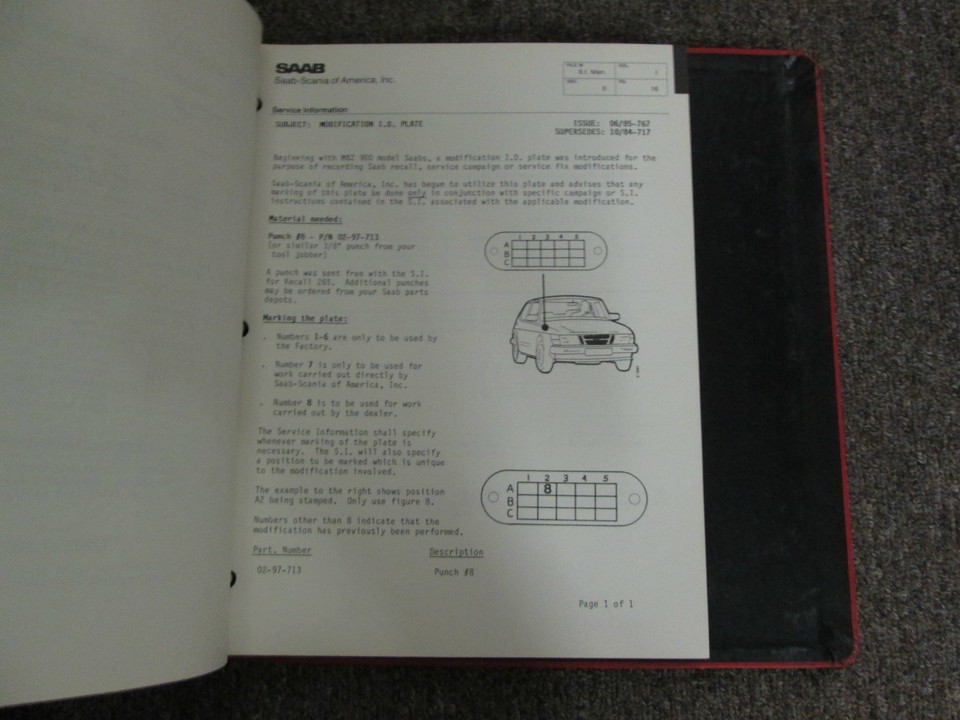 SAAB
Saab-Scania of America, Inc.
S.I. Man. 1
0 16
Service Information
SUBJECT: MODIFICATION I.D. PLATE
ISSUE: 06/85-762
SUPERSEDES: 10/84-717
Beginning with M82 900 model Saabs, a modification I.D. plate was introduced for the
purpose of recording Saab recall, service campaign or service fix modifications.
Saab-Scania of America, Inc. has begun to utilize this plate and advises that any
marking of this plate be done only in conjunction with specific campaign or S.I.
instructions contained in the S.I. associated with the applicable modification.
Material needed:
Punch #8 - P/N 02-97-713
(or similar 1/8" punch from your
tool jobber)
A punch was sent free with the S.I.
for Recall 265. Additional punches
may be ordered from your Saab parts
depots.
1 2 3 4 5
A
B
C
Marking the plate:
. Numbers 1-6 are only to be used by
the Factory.
. Number 7 is only to be used for
work carried out directly by
Saab-Scania of America, Inc.
. Number 8 is to be used for work
carried out by the dealer.
The Service Information shall specify
whenever marking of the plate is
necessary. The S.I. will also specify
a position to be marked which is unique
to the modification involved.
The example to the right shows position
A2 being stamped. Only use figure 8.
Numbers other than 8 indicate that the
modification has previously been performed.
1 2 3 4 5
A 8
B
C
Part. Number Description
02-97-713 Punch #8
Page 1 of 1